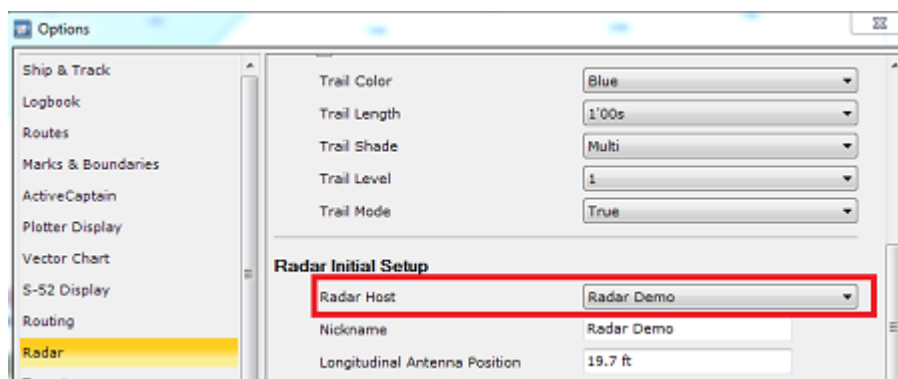 Options
Ship & Track
Logbook
Routes
Marks & Boundaries
ActiveCaptain
Plotter Display
Vector Chart
S-52 Display
Routing
Radar
Trail Color Blue
Trail Length 1'00s
Trail Shade Multi
Trail Level 1
Trail Mode True
Radar Initial Setup
Radar Host Radar Demo
Nickname Radar Demo
Longitudinal Antenna Position 19.7 ft